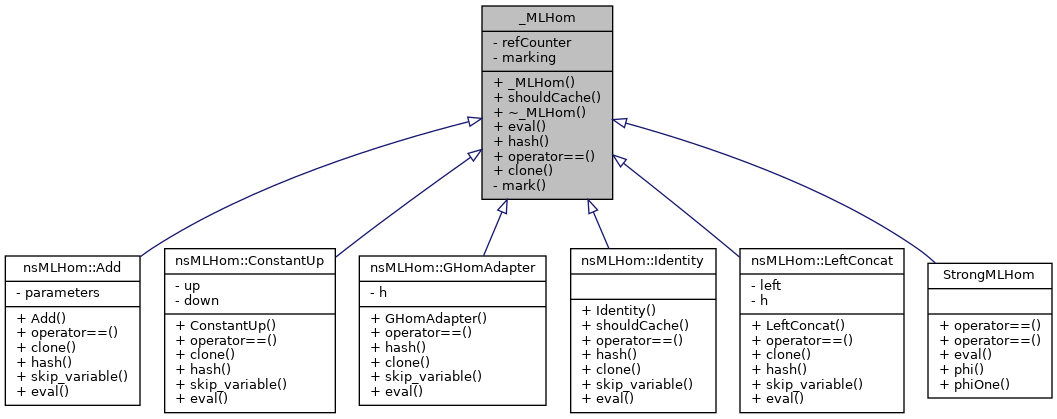 _MLHom
- refCounter
- marking
+ _MLHom()
+ shouldCache()
+ ~_MLHom()
+ eval()
+ hash()
+ operator==()
+ clone()
- mark()
nsMLHom::Add
- parameters
+ Add()
+ operator==()
+ clone()
+ hash()
+ skip_variable()
+ eval()
nsMLHom::ConstantUp
- up
- down
+ ConstantUp()
+ operator==()
+ clone()
+ hash()
+ skip_variable()
+ eval()
nsMLHom::GHomAdapter
- h
+ GHomAdapter()
+ operator==()
+ hash()
+ clone()
+ skip_variable()
+ eval()
nsMLHom::Identity
+ Identity()
+ shouldCache()
+ operator==()
+ hash()
+ clone()
+ skip_variable()
+ eval()
nsMLHom::LeftConcat
- left
- h
+ LeftConcat()
+ operator==()
+ clone()
+ hash()
+ skip_variable()
+ eval()
StrongMLHom
+ operator==()
+ operator==()
+ eval()
+ phi()
+ phiOne()